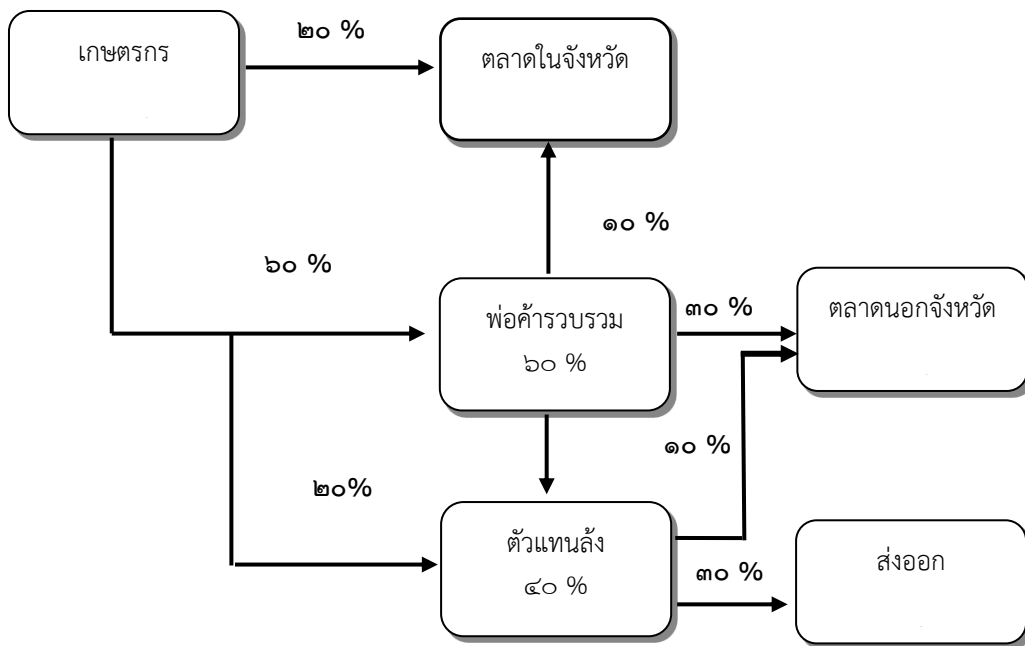 เกษตรกร
๒๐ %
ตลาดในจังหวัด
๑๐ %
๖๐ %
พ่อค้ารวบรวม
๖๐ %
๓๐ %
ตลาดนอกจังหวัด
๑๐ %
๒๐%
ตัวแทนล้ง
๔๐ %
๓๐ %
ส่งออก